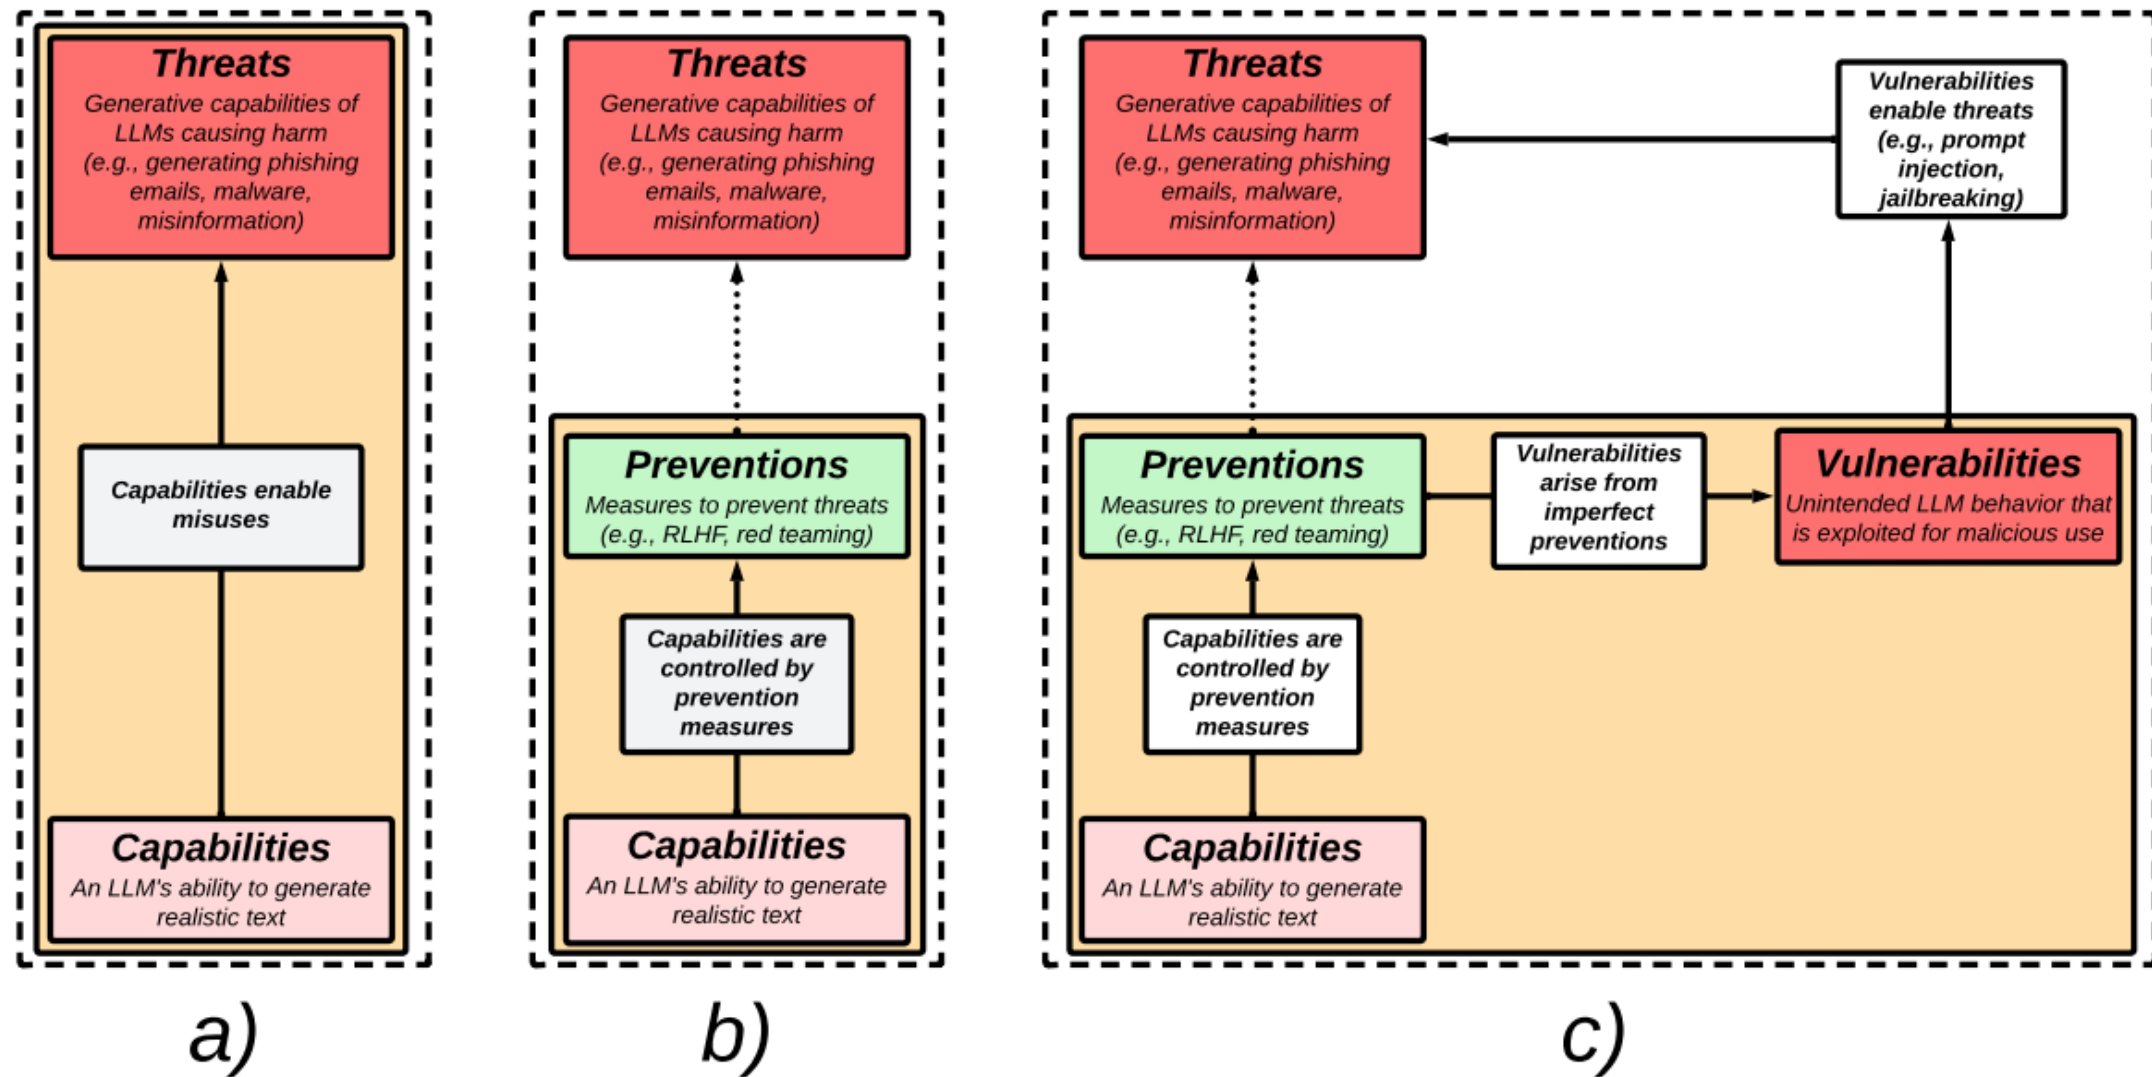 Threats
Generative capabilities of
LLMs causing harm
(e.g., generating phishing
emails, malware,
misinformation)
Capabilities enable
misuses
Capabilities
An LLM's ability to generate
realistic text
a)
Threats
Generative capabilities of
LLMs causing harm
(e.g., generating phishing
emails, malware,
misinformation)
Preventions
Measures to prevent threats
(e.g., RLHF, red teaming)
Capabilities are
controlled by
prevention
measures
Capabilities
An LLM's ability to generate
realistic text
b)
Threats
Generative capabilities of
LLMs causing harm
(e.g., generating phishing
emails, malware,
misinformation)
Vulnerabilities
enable threats
(e.g., prompt
injection,
jailbreaking)
Preventions
Measures to prevent threats
(e.g., RLHF, red teaming)
Vulnerabilities
arise from
imperfect
preventions
Vulnerabilities
Unintended LLM behavior that
is exploited for malicious use
Capabilities are
controlled by
prevention
measures
Capabilities
An LLM's ability to generate
realistic text
c)